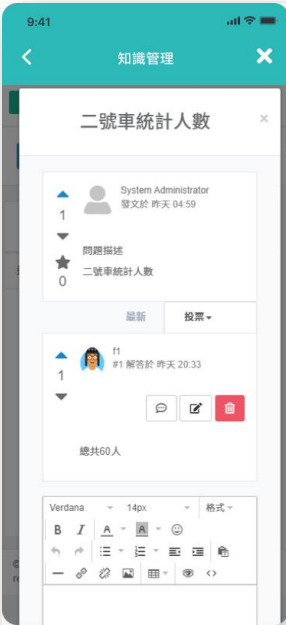 9:41
知識管理
二號車統計人數
×
System Administrator
發文於 昨天 04:59
1
問題描述
二號車統計人數
0
最新
投票
f1
#1 解答於 昨天 20:33
1
總共60人
Verdana 14px 格式
B I A A